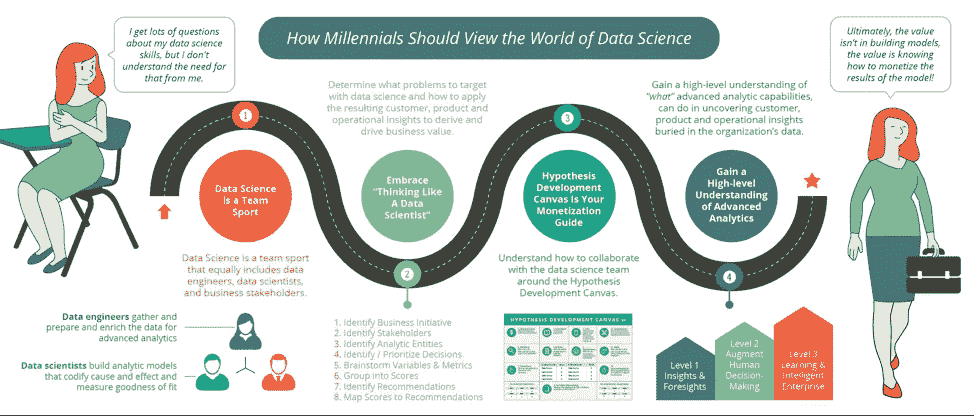 How Millennials Should View the World of Data Science
I get lots of questions
about my data science
skills, but I don't
understand the need for
that from me.
Ultimately, the value
isn't in building models,
the value is knowing
how to monetize the
results of the model!
1
Data Science
Is a Team
Sport
Data Science is a team sport
that equally includes data
engineers, data scientists,
and business stakeholders.
Data engineers gather and
prepare and enrich the data for
advanced analytics
Data scientists build analytic models
that codify cause and effect and
measure goodness of fit
Determine what problems to target
with data science and how to apply
the resulting customer, product and
operational insights to derive and
drive business value.
Embrace
"Thinking Like
A Data
Scientist"
2
1. Identify Business Initiative
2. Identify Stakeholders
3. Identify Analytic Entities
4. Identify / Prioritize Decisions
5. Brainstorm Variables & Metrics
6. Group into Scores
7. Identify Recommendations
8. Map Scores to Recommendations
3
Hypothesis
Development
Canvas Is Your
Monetization
Guide
Understand how to collaborate
with the data science team
around the Hypothesis
Development Canvas.
HYPOTHESIS DEVELOPMENT CANVAS
Gain a high-level understanding of
"what" advanced analytic capabilities,
can do in uncovering customer,
product and operational insights
buried in the organization's data.
Gain a
High-level
Understanding
of Advanced
Analytics
4
Level 1
Insights &
Foresights
Level 2
Augment
Human
Decision-
Making
Level 3
Learning &
Intelligent
Enterprise